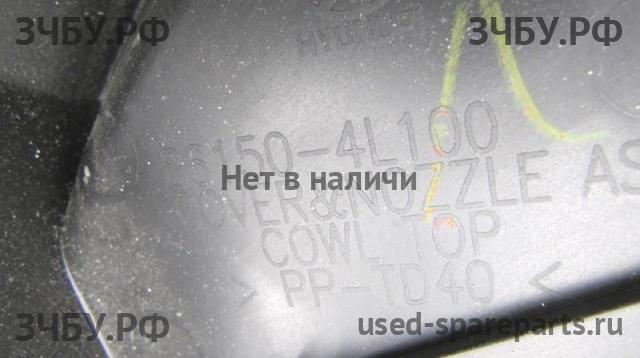 ЗЧБУ.РФ ЗЧБУ.РФ
86150-4L100
Нет в наличи
COVER&NOZZLE AS
COWL TOP
> PP-TD40 <
ЗЧБУ.РФ used-spareparts.ru